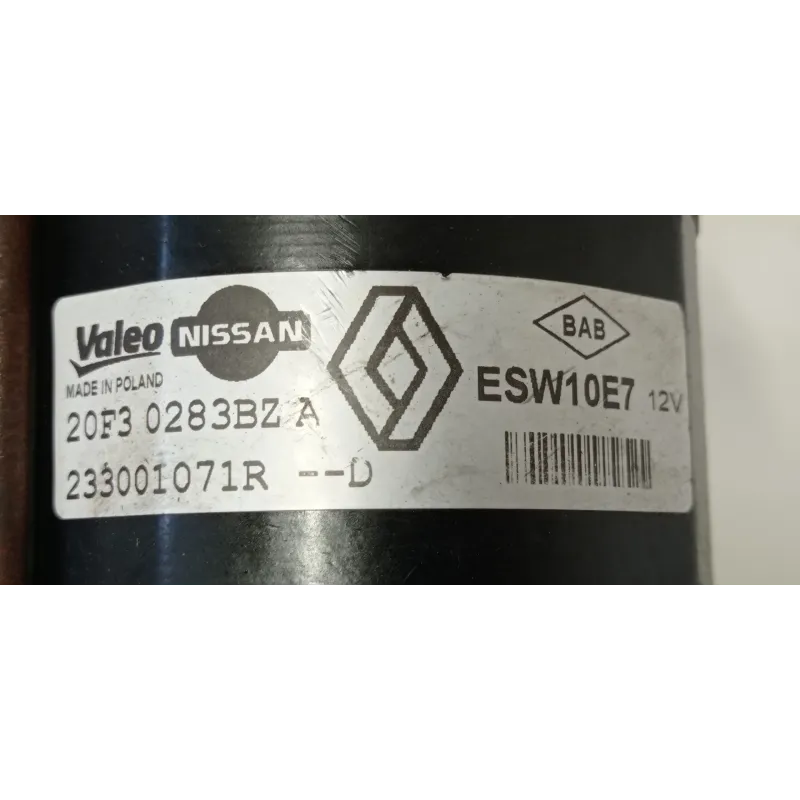 Valeo NISSAN
MADE IN POLAND
20F3 0283BZ A
233001071R --D
BAB
ESW10E7 12V